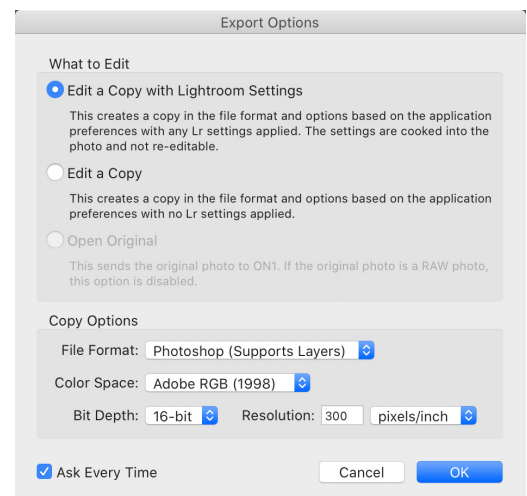 Export Options
What to Edit
Edit a Copy with Lightroom Settings
This creates a copy in the file format and options based on the application
preferences with any Lr settings applied. The settings are cooked into the
photo and not re-editable.
Edit a Copy
This creates a copy in the file format and options based on the application
preferences with no Lr settings applied.
Open Original
This sends the original photo to ON1. If the original photo is a RAW photo,
this option is disabled.
Copy Options
File Format: Photoshop (Supports Layers)
Color Space: Adobe RGB (1998)
Bit Depth: 16-bit Resolution: 300 pixels/inch
Ask Every Time Cancel OK